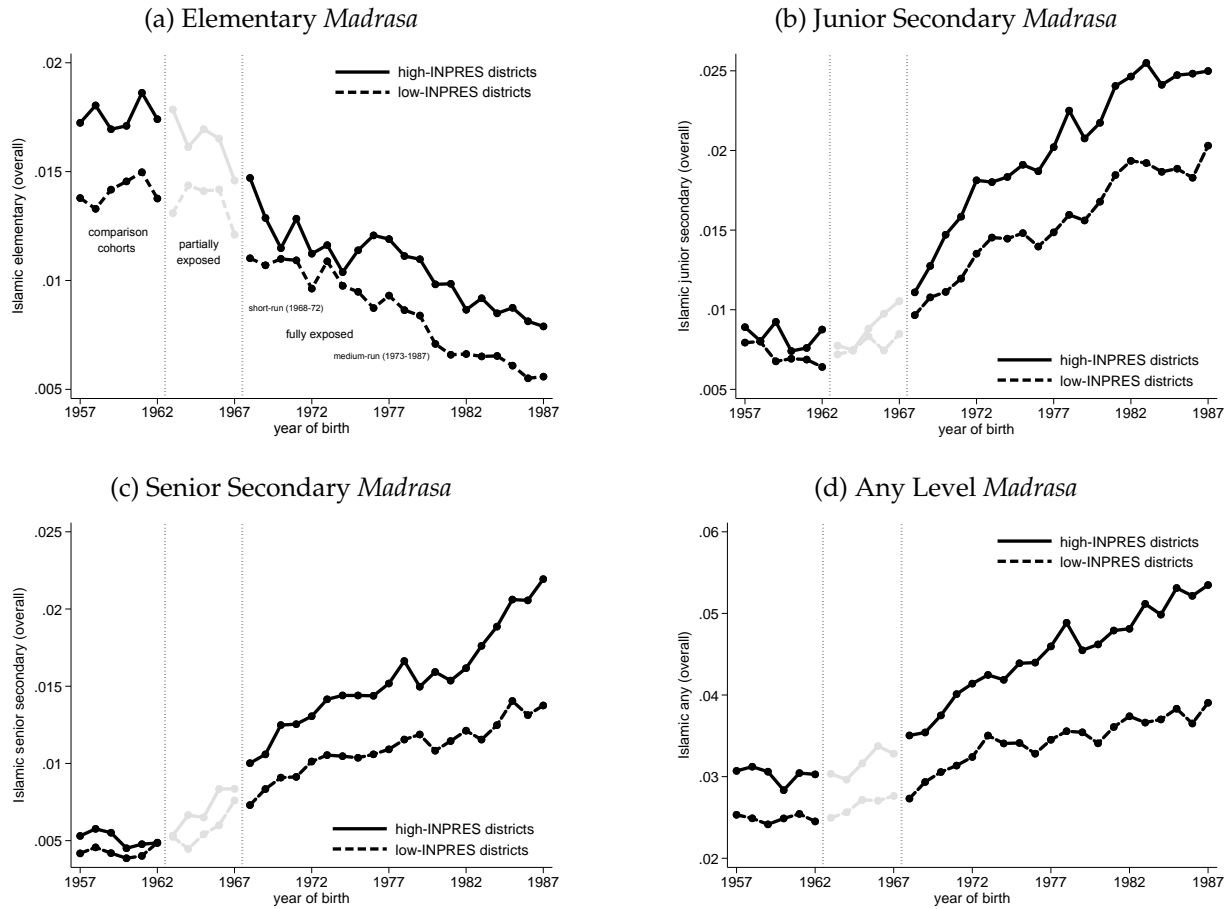 (a) Elementary Madrasa
.02
.015
.01
.005
Islamic elementary (overall)
high-INPRES districts
low-INPRES districts
comparison
cohorts
partially
exposed
short-run (1968-72)
fully exposed
medium-run (1973-1987)
1957 1962 1967 1972 1977 1982 1987
year of birth
(b) Junior Secondary Madrasa
.025
.02
.015
.01
.005
Islamic junior secondary (overall)
high-INPRES districts
low-INPRES districts
1957 1962 1967 1972 1977 1982 1987
year of birth
(c) Senior Secondary Madrasa
.025
.02
.015
.01
.005
Islamic senior secondary (overall)
high-INPRES districts
low-INPRES districts
1957 1962 1967 1972 1977 1982 1987
year of birth
(d) Any Level Madrasa
.06
.05
.04
.03
.02
Islamic any (overall)
high-INPRES districts
low-INPRES districts
1957 1962 1967 1972 1977 1982 1987
year of birth